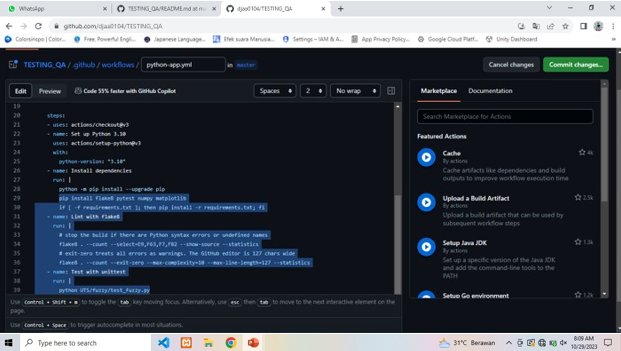 WhatsApp
TESTING_QA/README.md at ma
djaa0104/TESTING_QA
github.com/djaa0104/TESTING_QA
Colorsinspo | Color...
Free, Powerful Engli...
Japanese Language...
Efek suara Manusia...
Settings – IAM & A...
App Privacy Policy...
Google Cloud Platf...
Unity Dashboard
TESTING_QA / .github / workflows / python-app.yml in master
Cancel changes
Commit changes...
Edit Preview Code 55% faster with GitHub Copilot Spaces 2 No wrap
19
20 steps:
21 - uses: actions/checkout@v3
22 - name: Set up Python 3.10
23 uses: actions/setup-python@v3
24 with:
25 python-version: "3.10"
26 - name: Install dependencies
27 run: |
28 python -m pip install --upgrade pip
29 pip install flake8 pytest numpy matplotlib
30 if [ -f requirements.txt ]; then pip install -r requirements.txt; fi
31 - name: Lint with flake8
32 run: |
33 # stop the build if there are Python syntax errors or undefined names
34 flake8 . --count --select=E9,F63,F7,F82 --show-source --statistics
35 # exit-zero treats all errors as warnings. The GitHub editor is 127 chars wide
36 flake8 . --count --exit-zero --max-complexity=10 --max-line-length=127 --statistics
37 - name: Test with unittest
38 run: |
39 python UTS/fuzzy/test_fuzzy.py
Use Control + Shift + m to toggle the tab key moving focus. Alternatively, use esc then tab to move to the next interactive element on the
page.
Use Control + Space to trigger autocomplete in most situations.
Marketplace Documentation
Search Marketplace for Actions
Featured Actions
Cache 4k
By actions
Cache artifacts like dependencies and build
outputs to improve workflow execution time
Upload a Build Artifact 2.5k
By actions
Upload a build artifact that can be used by
subsequent workflow steps
Setup Java JDK 1.3k
By actions
Set up a specific version of the Java JDK
and add the command-line tools to the
PATH
Setup Go environment 1.2k
Type here to search
31°C Berawan
8:09 AM
10/29/2023